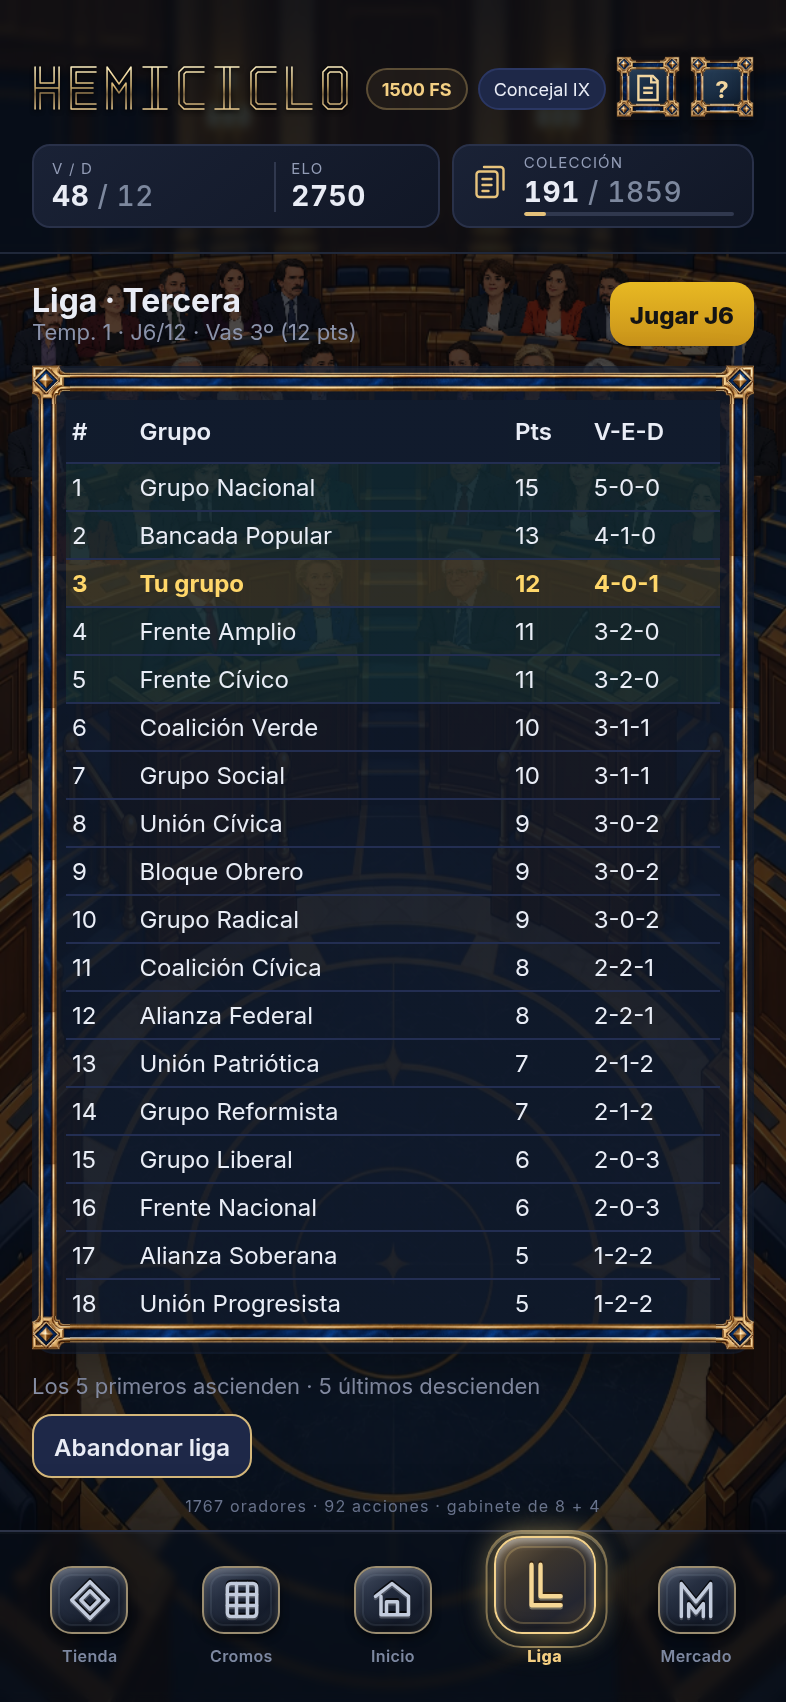 HEMICICLO 1500 FS Concejal IX ?
V / D ELO COLECCIÓN
48 / 12 2750 191 / 1859
Liga · Tercera
Temp. 1 · J6/12 · Vas 3º (12 pts)
Jugar J6
# Grupo Pts V-E-D
1 Grupo Nacional 15 5-0-0
2 Bancada Popular 13 4-1-0
3 Tu grupo 12 4-0-1
4 Frente Amplio 11 3-2-0
5 Frente Cívico 11 3-2-0
6 Coalición Verde 10 3-1-1
7 Grupo Social 10 3-1-1
8 Unión Cívica 9 3-0-2
9 Bloque Obrero 9 3-0-2
10 Grupo Radical 9 3-0-2
11 Coalición Cívica 8 2-2-1
12 Alianza Federal 8 2-2-1
13 Unión Patriótica 7 2-1-2
14 Grupo Reformista 7 2-1-2
15 Grupo Liberal 6 2-0-3
16 Frente Nacional 6 2-0-3
17 Alianza Soberana 5 1-2-2
18 Unión Progresista 5 1-2-2
Los 5 primeros ascienden · 5 últimos descienden
Abandonar liga
1767 oradores · 92 acciones · gabinete de 8 + 4
L M
Tienda Cromos Inicio Liga Mercado